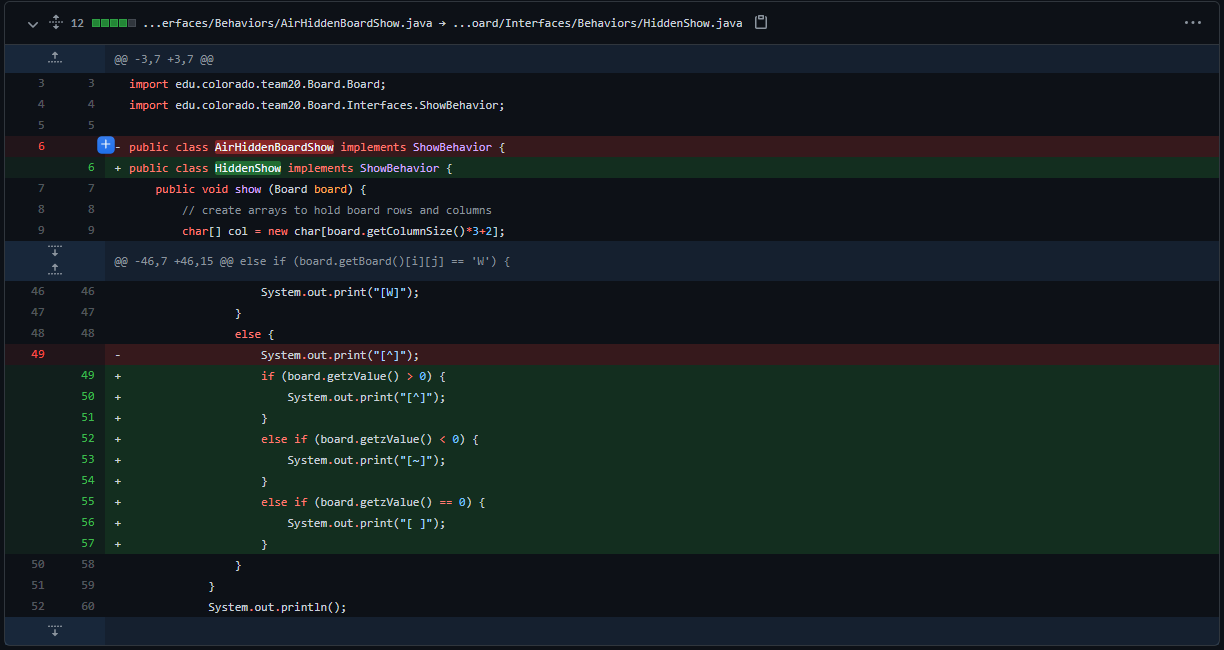 12 ...erfaces/Behaviors/AirHiddenBoardShow.java → ...oard/Interfaces/Behaviors/HiddenShow.java ...
@@ -3,7 +3,7 @@
3 3 import edu.colorado.team20.Board.Board;
4 4 import edu.colorado.team20.Board.Interfaces.ShowBehavior;
5 5
6 + - public class AirHiddenBoardShow implements ShowBehavior {
6 + public class HiddenShow implements ShowBehavior {
7 7 public void show (Board board) {
8 8 // create arrays to hold board rows and columns
9 9 char[] col = new char[board.getColumnSize()*3+2];
@@ -46,7 +46,15 @@ else if (board.getBoard()[i][j] == 'W') {
46 46 System.out.print("[W]");
47 47 }
48 48 else {
49 - System.out.print("[^]");
49 + if (board.getzValue() > 0) {
50 + System.out.print("[^]");
51 + }
52 + else if (board.getzValue() < 0) {
53 + System.out.print("[~]");
54 + }
55 + else if (board.getzValue() == 0) {
56 + System.out.print("[ ]");
57 + }
50 58 }
51 59 }
52 60 System.out.println();